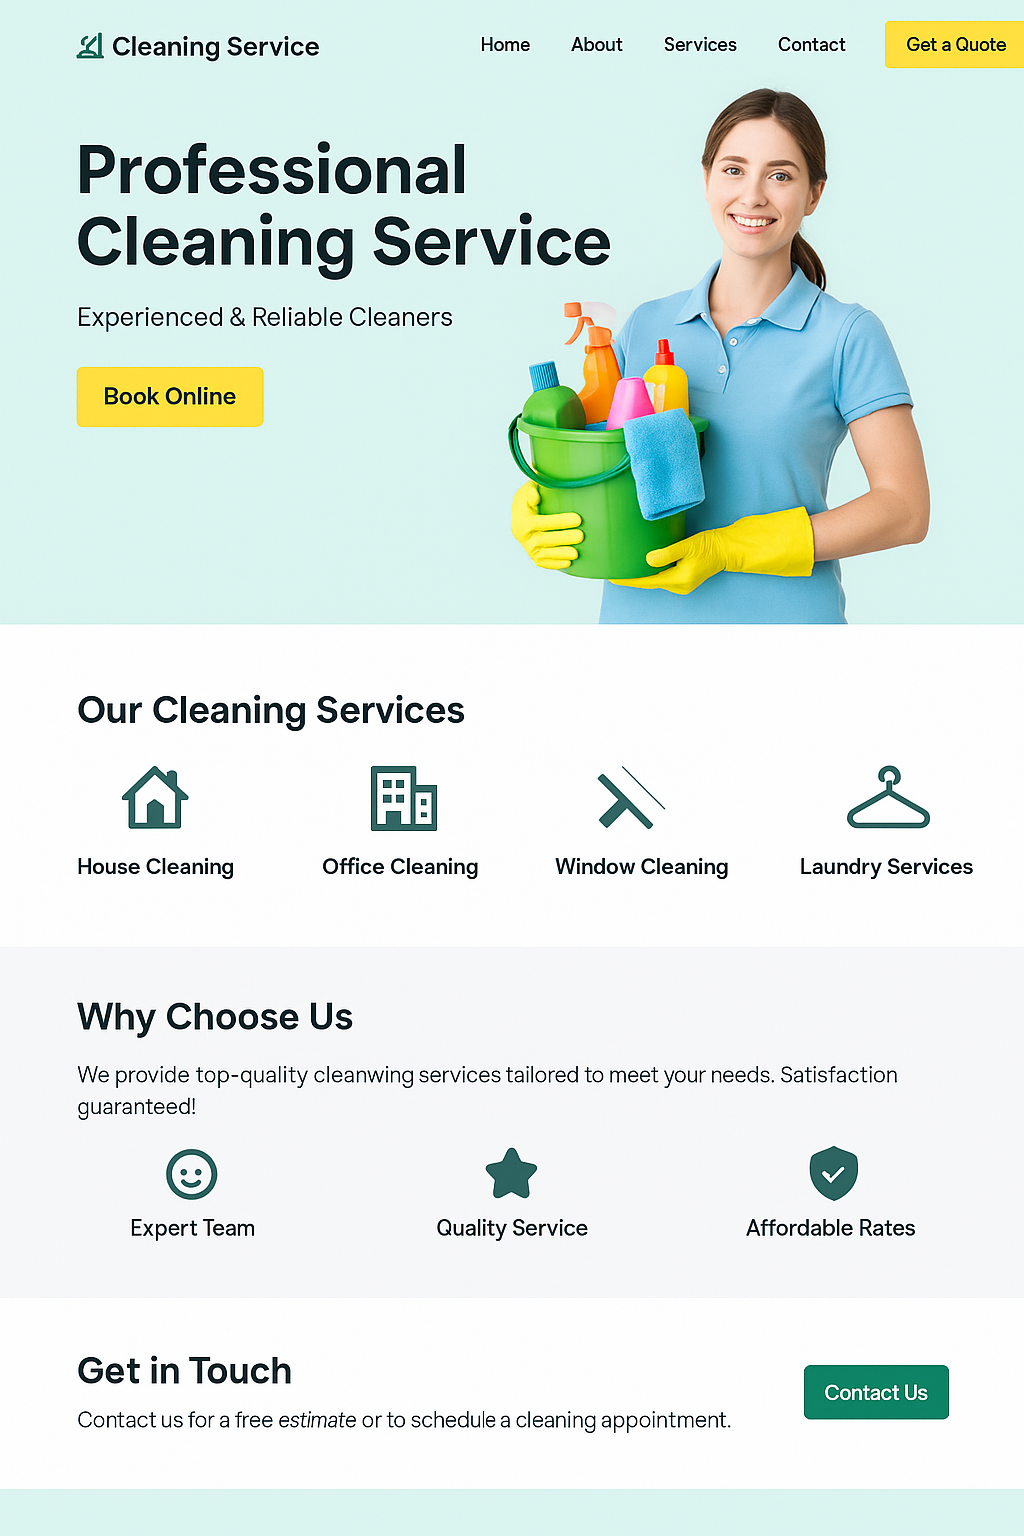 Cleaning Service
Home
About
Services
Contact
Get a Quote
Professional
Cleaning Service
Experienced & Reliable Cleaners
Book Online
Our Cleaning Services
House Cleaning
Office Cleaning
Window Cleaning
Laundry Services
Why Choose Us
We provide top-quality cleanwing services tailored to meet your needs. Satisfaction
guaranteed!
Expert Team
Quality Service
Affordable Rates
Get in Touch
Contact us for a free estimate or to schedule a cleaning appointment.
Contact Us